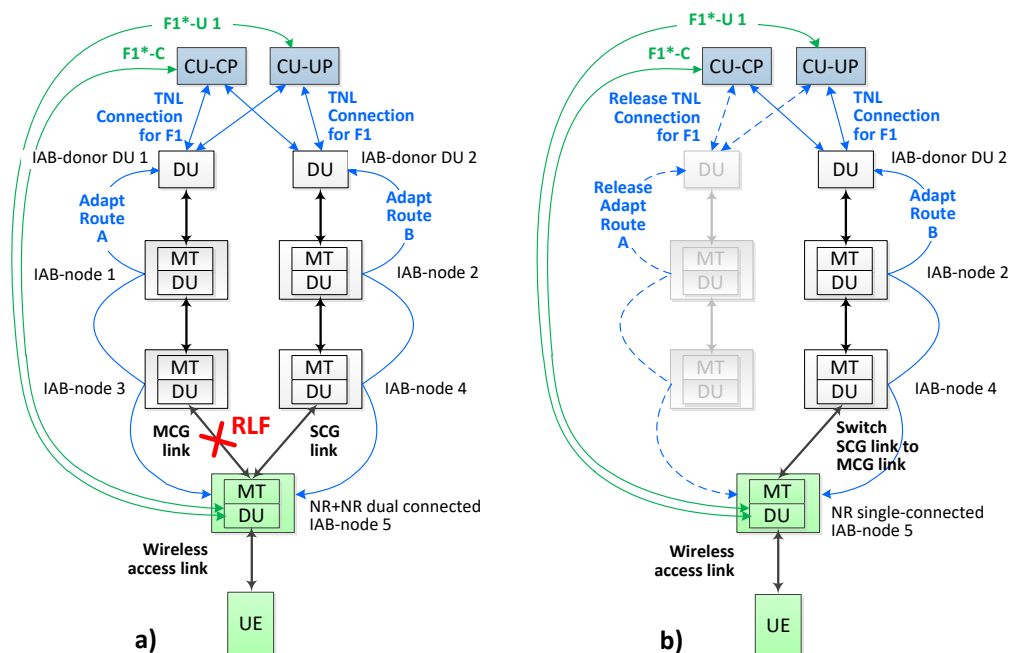 F1*-U 1
F1*-C
CU-CP
CU-UP
TNL
Connection
for F1
TNL
Connection
for F1
IAB-donor DU 1
DU
DU
IAB-donor DU 2
Adapt
Route
A
Adapt
Route
B
IAB-node 1
MT
DU
MT
DU
IAB-node 2
IAB-node 3
MT
DU
MT
DU
IAB-node 4
MCG
link
RLF
SCG
link
MT
DU
NR+NR dual connected
IAB-node 5
Wireless
access link
UE
a)
F1*-U 1
F1*-C
CU-CP
CU-UP
Release TNL
Connection
for F1
TNL
Connection
for F1
DU
DU
IAB-donor DU 2
Release
Adapt
Route
A
Adapt
Route
B
MT
DU
MT
DU
IAB-node 2
MT
DU
MT
DU
IAB-node 4
Switch
SCG link to
MCG link
MT
DU
NR single-connected
IAB-node 5
Wireless
access link
UE
b)